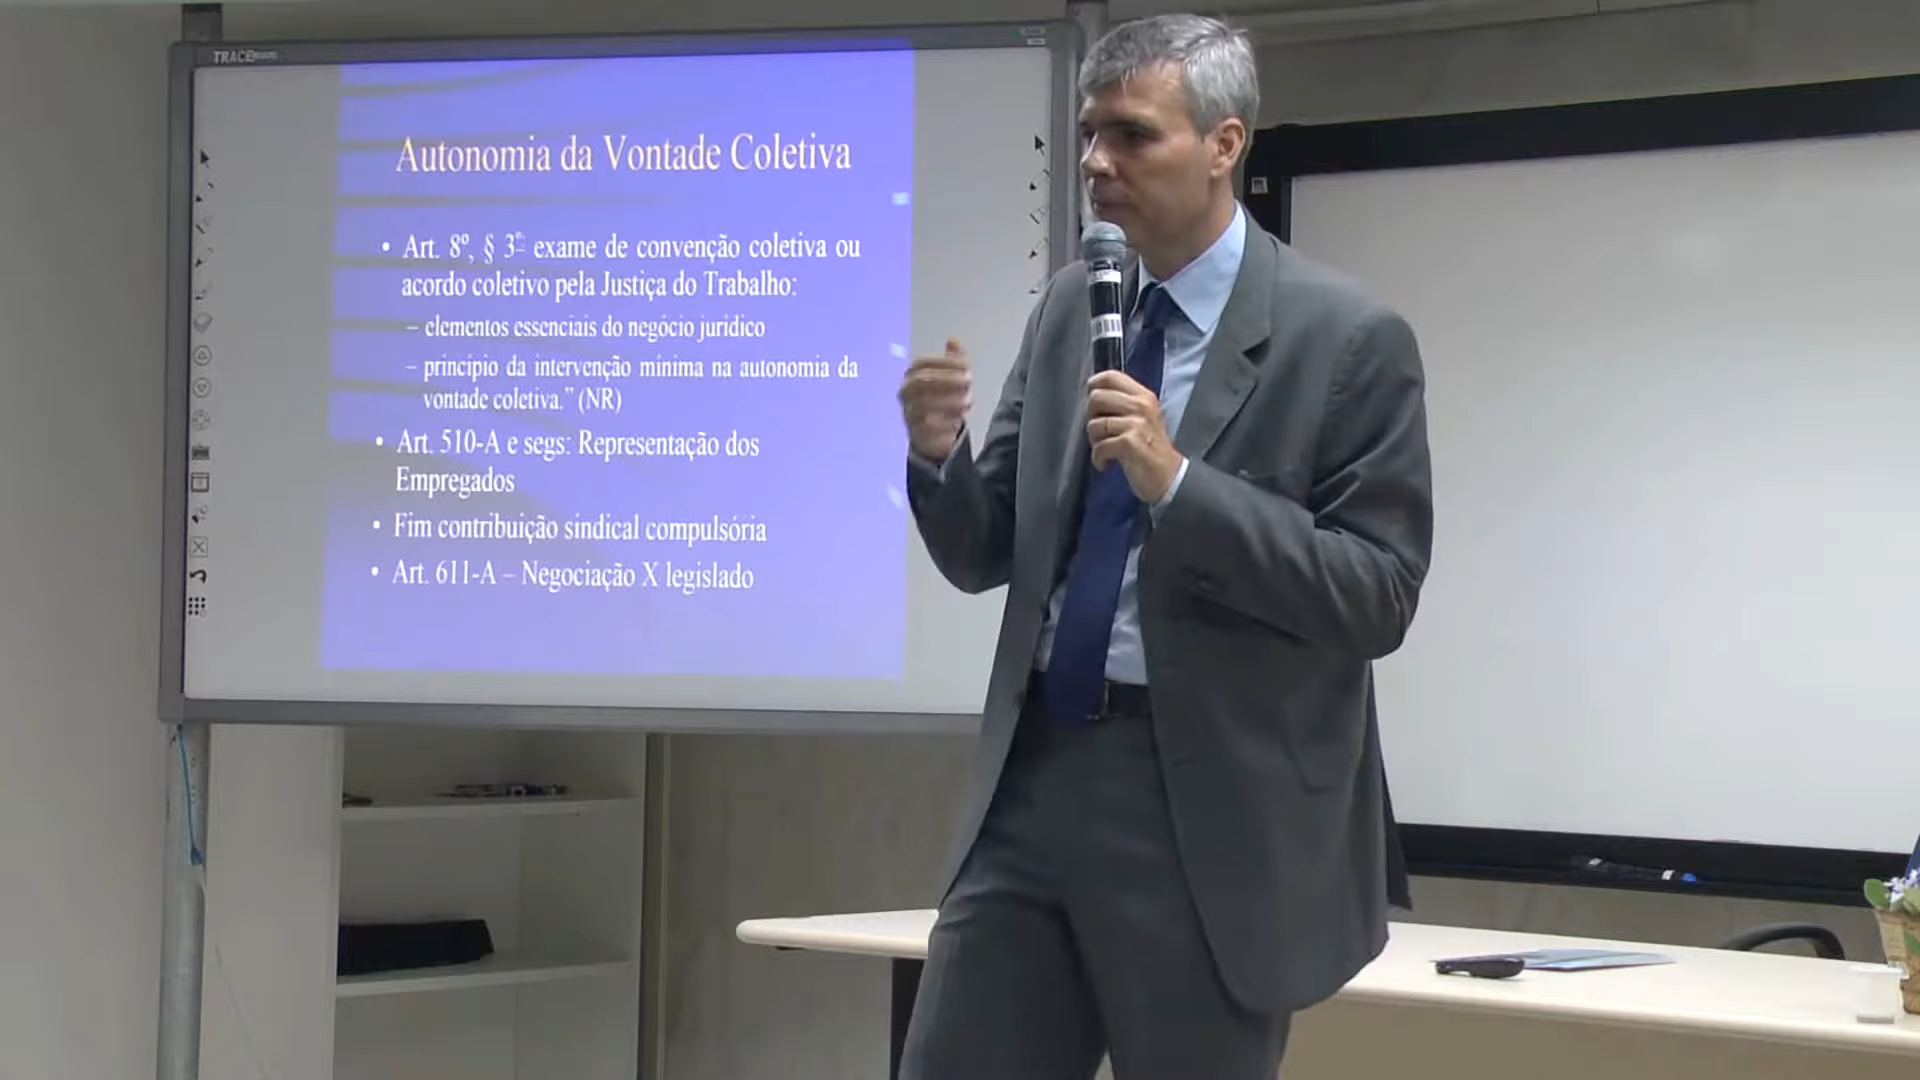 TRACE
Autonomia da Vontade Coletiva
• Art. 8º, § 3º exame de convenção coletiva ou
acordo coletivo pela Justiça do Trabalho:
– elementos essenciais do negócio jurídico
– princípio da intervenção mínima na autonomia da
vontade coletiva.” (NR)
• Art. 510-A e segs: Representação dos
Empregados
• Fim contribuição sindical compulsória
• Art. 611-A – Negociação X legislado